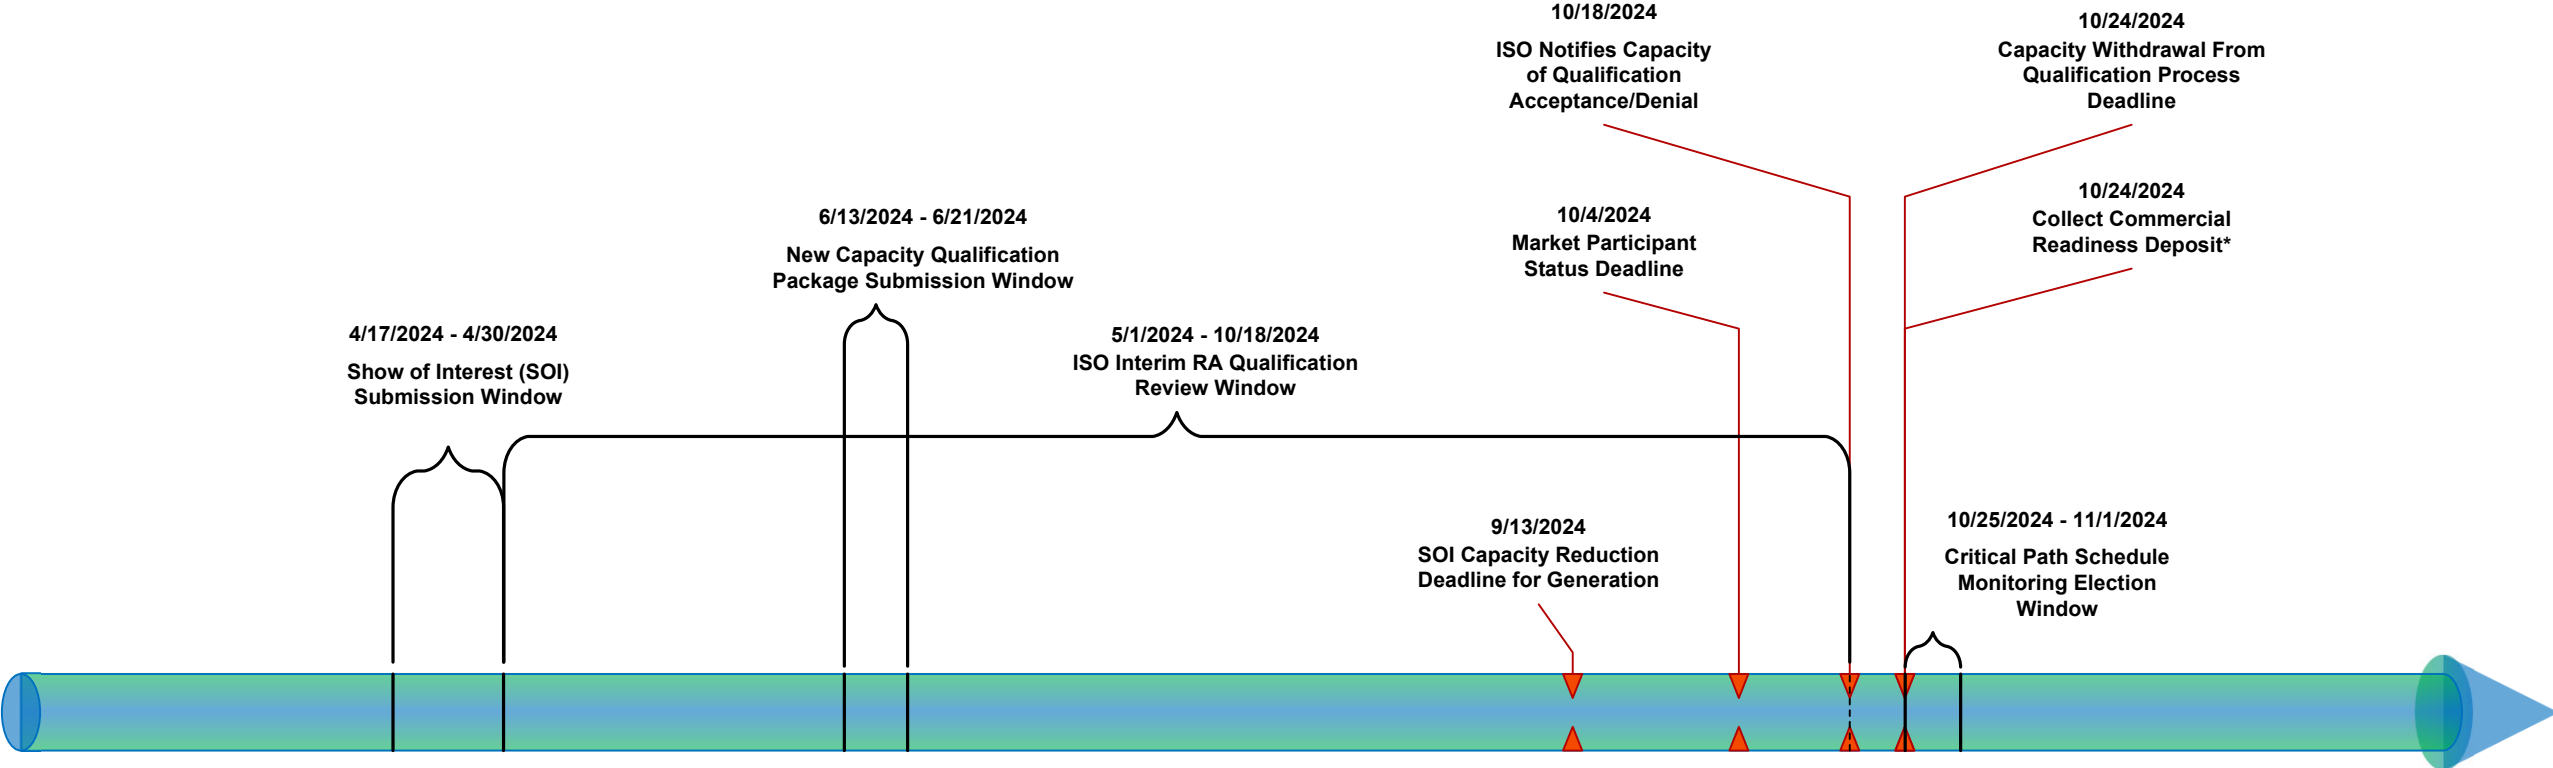 10/18/2024
ISO Notifies Capacity
of Qualification
Acceptance/Denial
10/24/2024
Capacity Withdrawal From
Qualification Process
Deadline
10/24/2024
Collect Commercial
Readiness Deposit*
6/13/2024 - 6/21/2024
New Capacity Qualification
Package Submission Window
10/4/2024
Market Participant
Status Deadline
4/17/2024 - 4/30/2024
Show of Interest (SOI)
Submission Window
5/1/2024 - 10/18/2024
ISO Interim RA Qualification
Review Window
9/13/2024
SOI Capacity Reduction
Deadline for Generation
10/25/2024 - 11/1/2024
Critical Path Schedule
Monitoring Election
Window